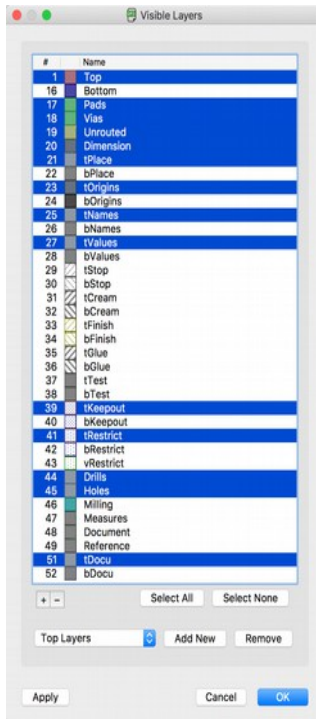 Visible Layers
# Name
1 Top
16 Bottom
17 Pads
18 Vias
19 Unrouted
20 Dimension
21 tPlace
22 bPlace
23 tOrigins
24 bOrigins
25 tNames
26 bNames
27 tValues
28 bValues
29 tStop
30 bStop
31 tCream
32 bCream
33 tFinish
34 bFinish
35 tGlue
36 bGlue
37 tTest
38 bTest
39 tKeepout
40 bKeepout
41 tRestrict
42 bRestrict
43 vRestrict
44 Drills
45 Holes
46 Milling
47 Measures
48 Document
49 Reference
51 tDocu
52 bDocu
+ - Select All Select None
Top Layers Add New Remove
Apply Cancel OK